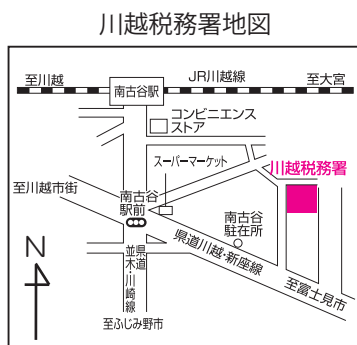 川越税務署地図
至川越
JR川越線
至大宮
南古谷駅
コンビニエンス
ストア
スーパーマーケット
川越税務署
至川越市街
南古谷
駅前
南古谷
駐在所
県道川越・新座線
N
県道
並木・川崎線
至富士見市
至ふじみ野市